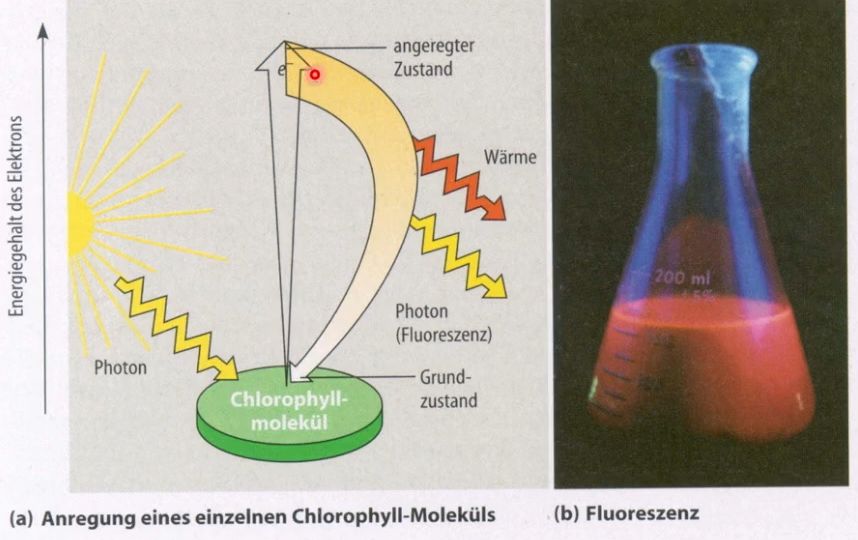 Energiegehalt des Elektrons
e⁻
angeregter
Zustand
Wärme
Photon
(Fluoreszenz)
Photon
Grund-
zustand
Chlorophyll-
molekül
200 ml
5%
(a) Anregung eines einzelnen Chlorophyll-Moleküls
(b) Fluoreszenz